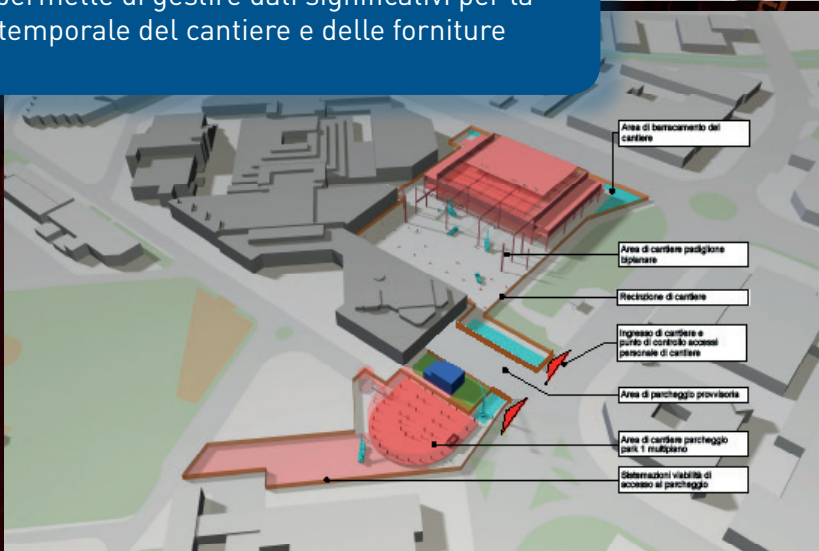 permette di gestire dati significativi per la
temporale del cantiere e delle forniture
Area di barracamento del
cantiere
Area di cantiere padiglione
biplanare
Recinzione di cantiere
Ingresso di cantiere e
punto di controllo accessi
personale di cantiere
Area di parcheggio provvisoria
Area di cantiere parcheggio
park 1 multipiano
Sistemazioni viabilità di
accesso al parcheggio